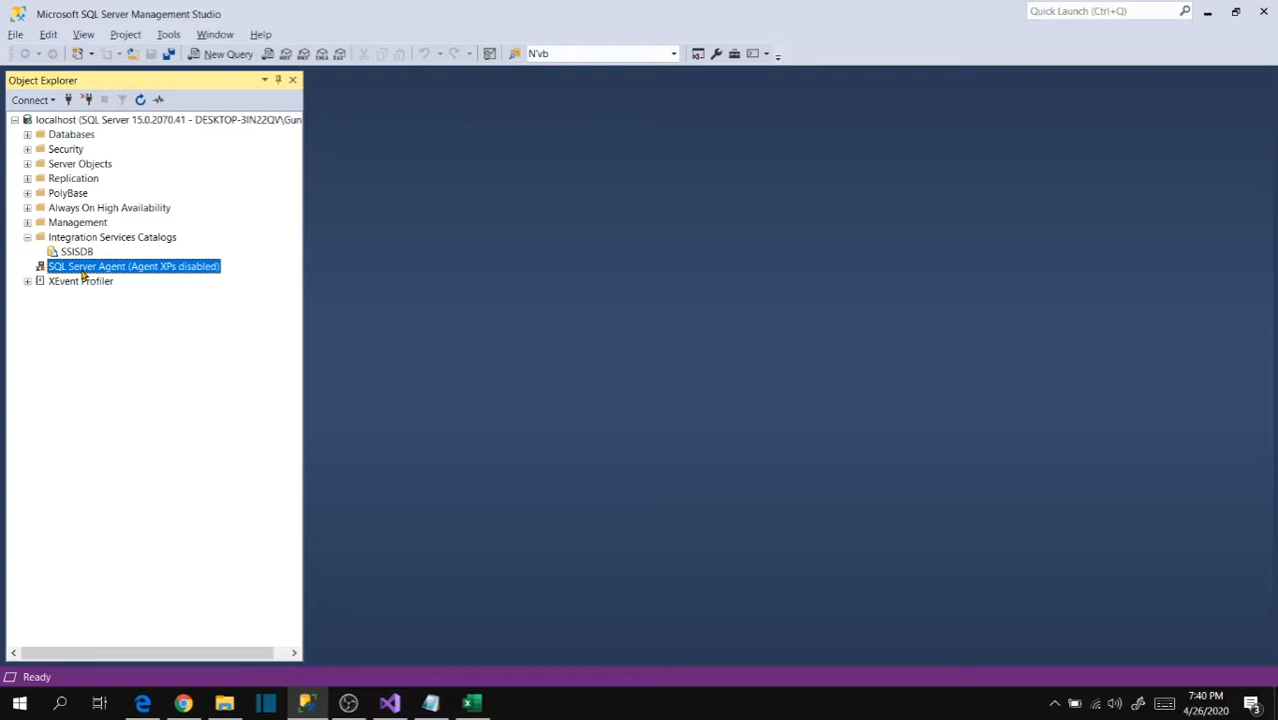 Microsoft SQL Server Management Studio
Quick Launch (Ctrl+Q)
File Edit View Project Tools Window Help
New Query
N'vb
Object Explorer
Connect
localhost (SQL Server 15.0.2070.41 - DESKTOP-3IN22QV\Gun
Databases
Security
Server Objects
Replication
PolyBase
Always On High Availability
Management
Integration Services Catalogs
SSISDB
SQL Server Agent (Agent XPs disabled)
XEvent Profiler
Ready
7:40 PM
4/26/2020
3